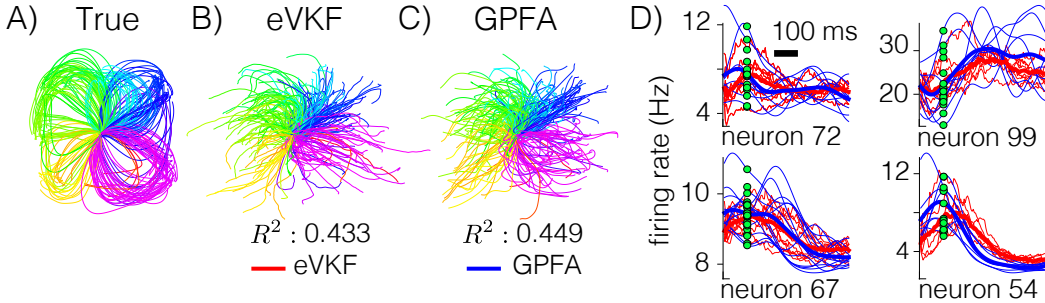 A) True
B) eVKF
C) GPFA
R² : 0.433
R² : 0.449
eVKF
GPFA
D)
firing rate (Hz)
100 ms
12
4
neuron 72
30
20
neuron 99
10
8
neuron 67
12
4
neuron 54